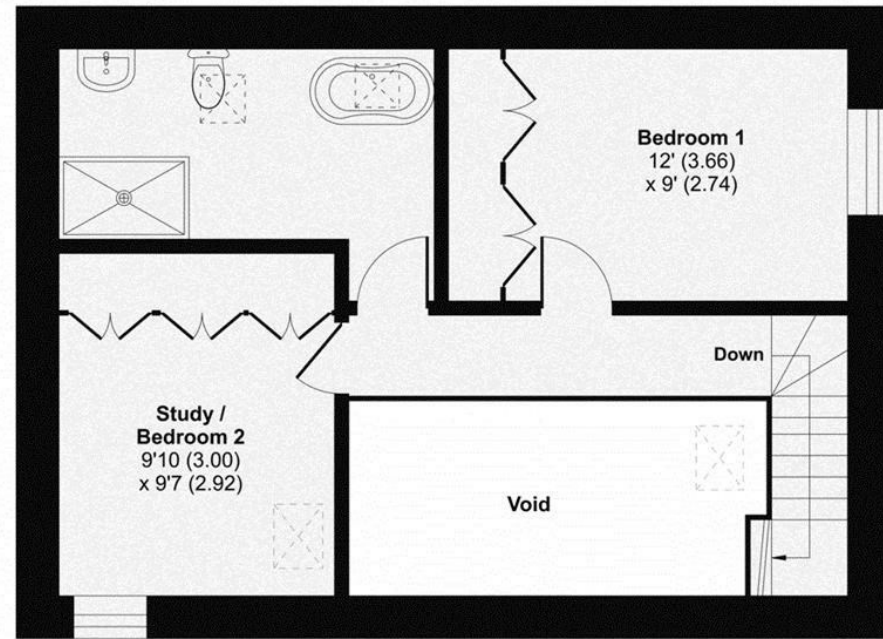 Bedroom 1
12' (3.66)
x 9' (2.74)
Down
Study /
Bedroom 2
9'10 (3.00)
x 9'7 (2.92)
Void